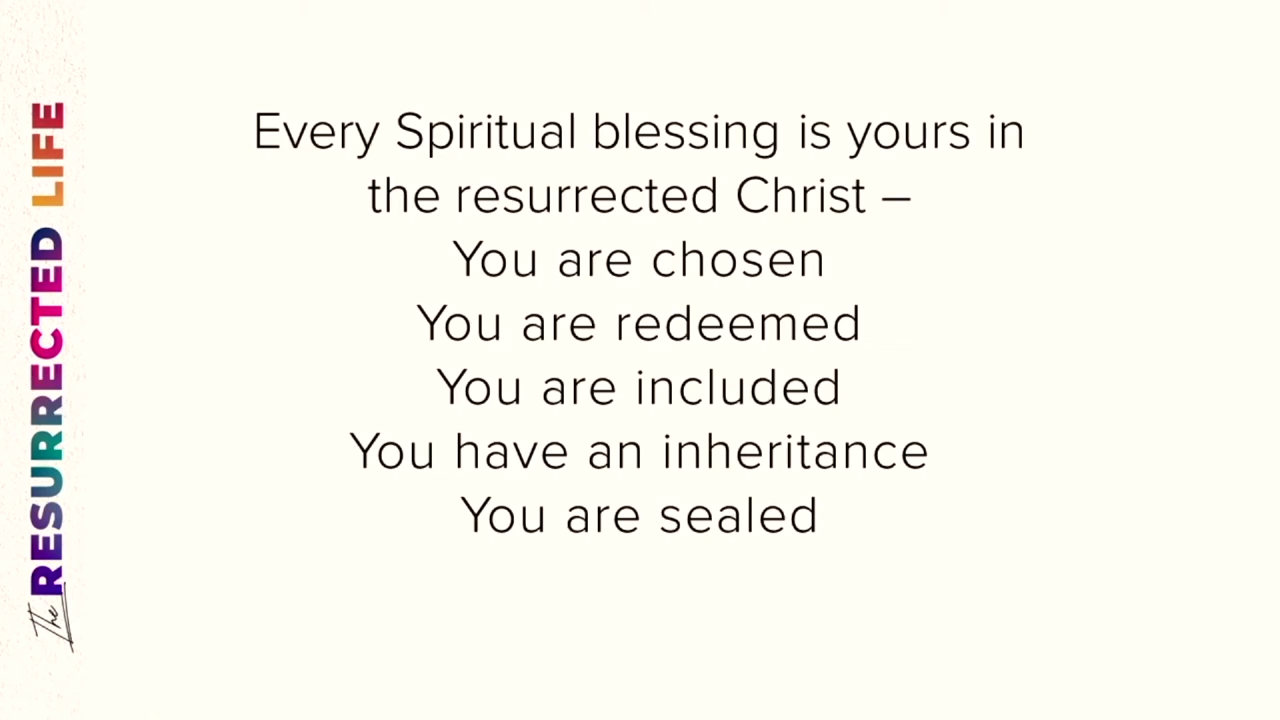 The RESURRECTED LIFE
Every Spiritual blessing is yours in
the resurrected Christ –
You are chosen
You are redeemed
You are included
You have an inheritance
You are sealed